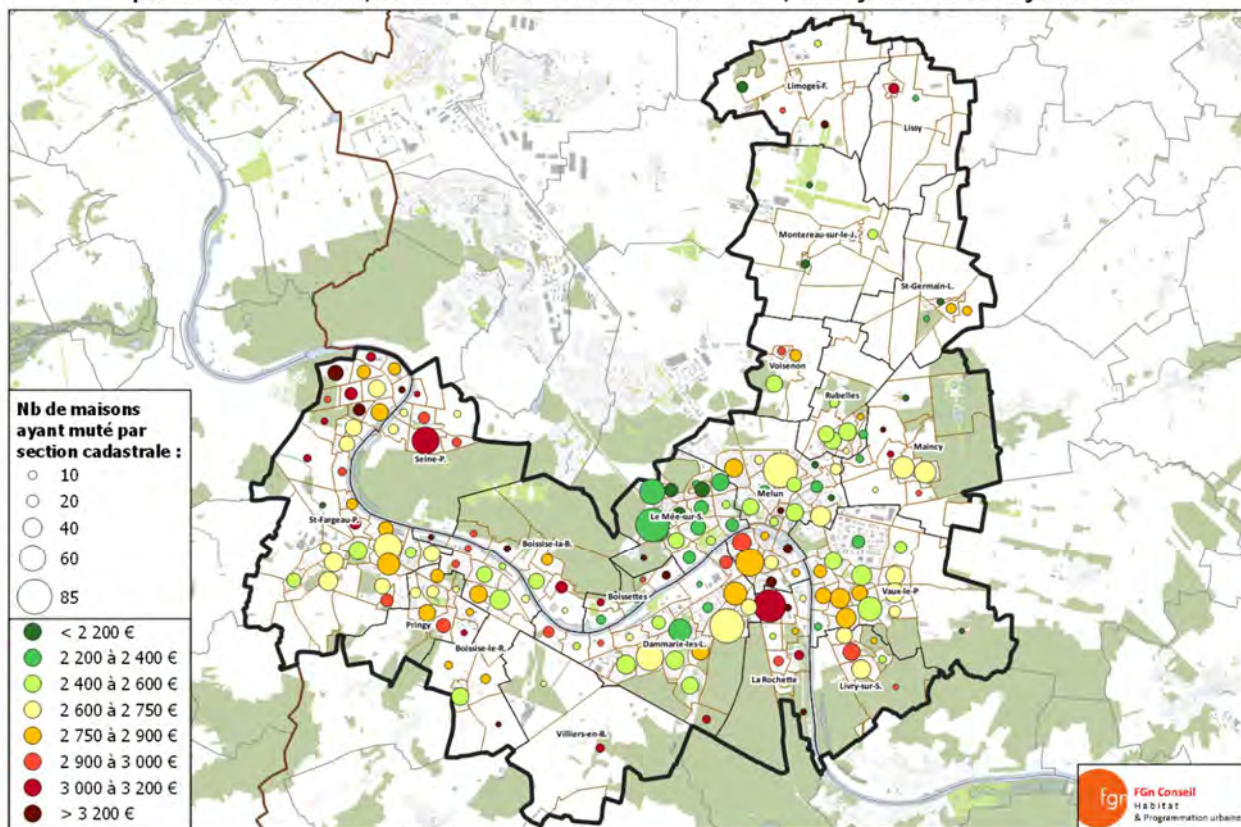 Limoges-F.
Lissy
Montereau-sur-le-J.
St-Germain-L.
Voisenon
Rubelles
Maincy
Seine-P.
Melun
Le Mée-sur-S.
St-Fargeau-P.
Boissise-la-B.
Boissettes
Vaux-le-P
Pringy
Dammarie-les-L.
Boissise-le-R.
La Rochette
Livry-sur-S.
Villiers-en-B.
Nb de maisons
ayant muté par
section cadastrale :
10
20
40
60
85
< 2 200 €
2 200 à 2 400 €
2 400 à 2 600 €
2 600 à 2 750 €
2 750 à 2 900 €
2 900 à 3 000 €
3 000 à 3 200 €
> 3 200 €
fgn
FGn Conseil
Habitat
& Programmation urbaine